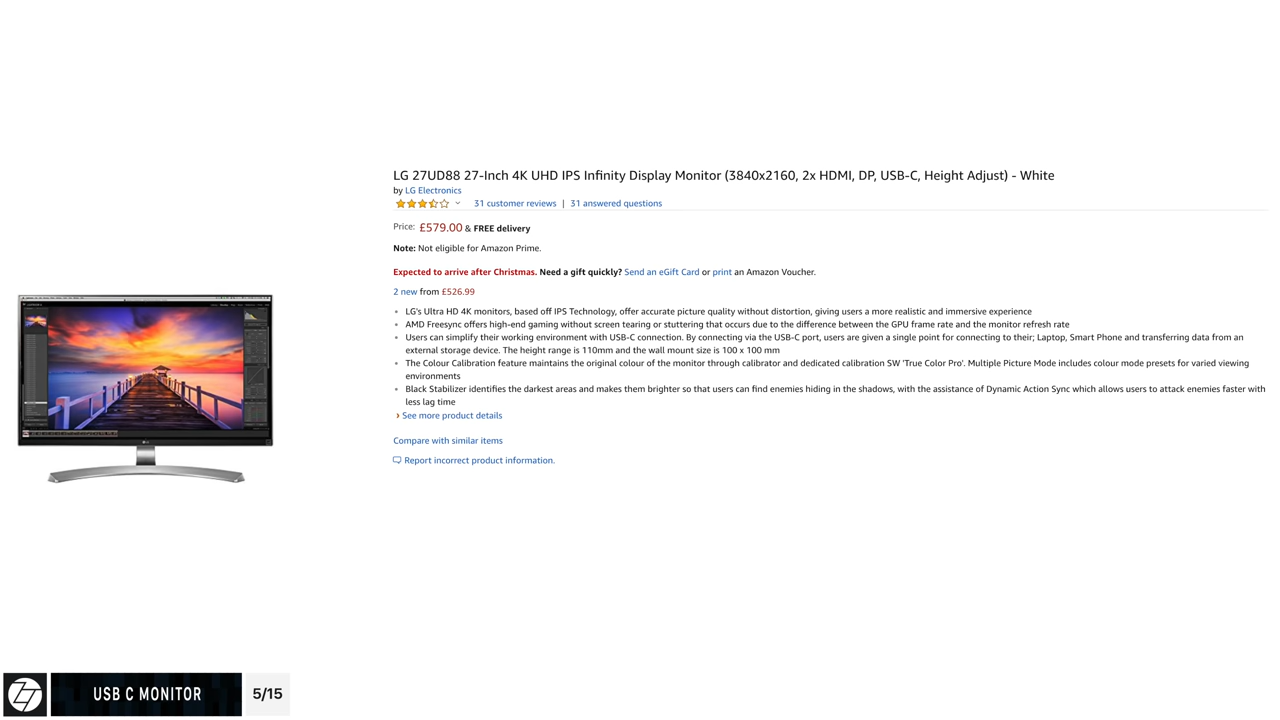 LG 27UD88 27-Inch 4K UHD IPS Infinity Display Monitor (3840x2160, 2x HDMI, DP, USB-C, Height Adjust) - White
by LG Electronics
31 customer reviews | 31 answered questions
Price: £579.00 & FREE delivery
Note: Not eligible for Amazon Prime.
Expected to arrive after Christmas. Need a gift quickly? Send an eGift Card or print an Amazon Voucher.
2 new from £526.99
LG's Ultra HD 4K monitors, based off IPS Technology, offer accurate picture quality without distortion, giving users a more realistic and immersive experience
AMD Freesync offers high-end gaming without screen tearing or stuttering that occurs due to the difference between the GPU frame rate and the monitor refresh rate
Users can simplify their working environment with USB-C connection. By connecting via the USB-C port, users are given a single point for connecting to their; Laptop, Smart Phone and transferring data from an
external storage device. The height range is 110mm and the wall mount size is 100 x 100 mm
The Colour Calibration feature maintains the original colour of the monitor through calibrator and dedicated calibration SW 'True Color Pro'. Multiple Picture Mode includes colour mode presets for varied viewing
environments
Black Stabilizer identifies the darkest areas and makes them brighter so that users can find enemies hiding in the shadows, with the assistance of Dynamic Action Sync which allows users to attack enemies faster with
less lag time
› See more product details
Compare with similar items
Report incorrect product information.
USB C MONITOR
5/15